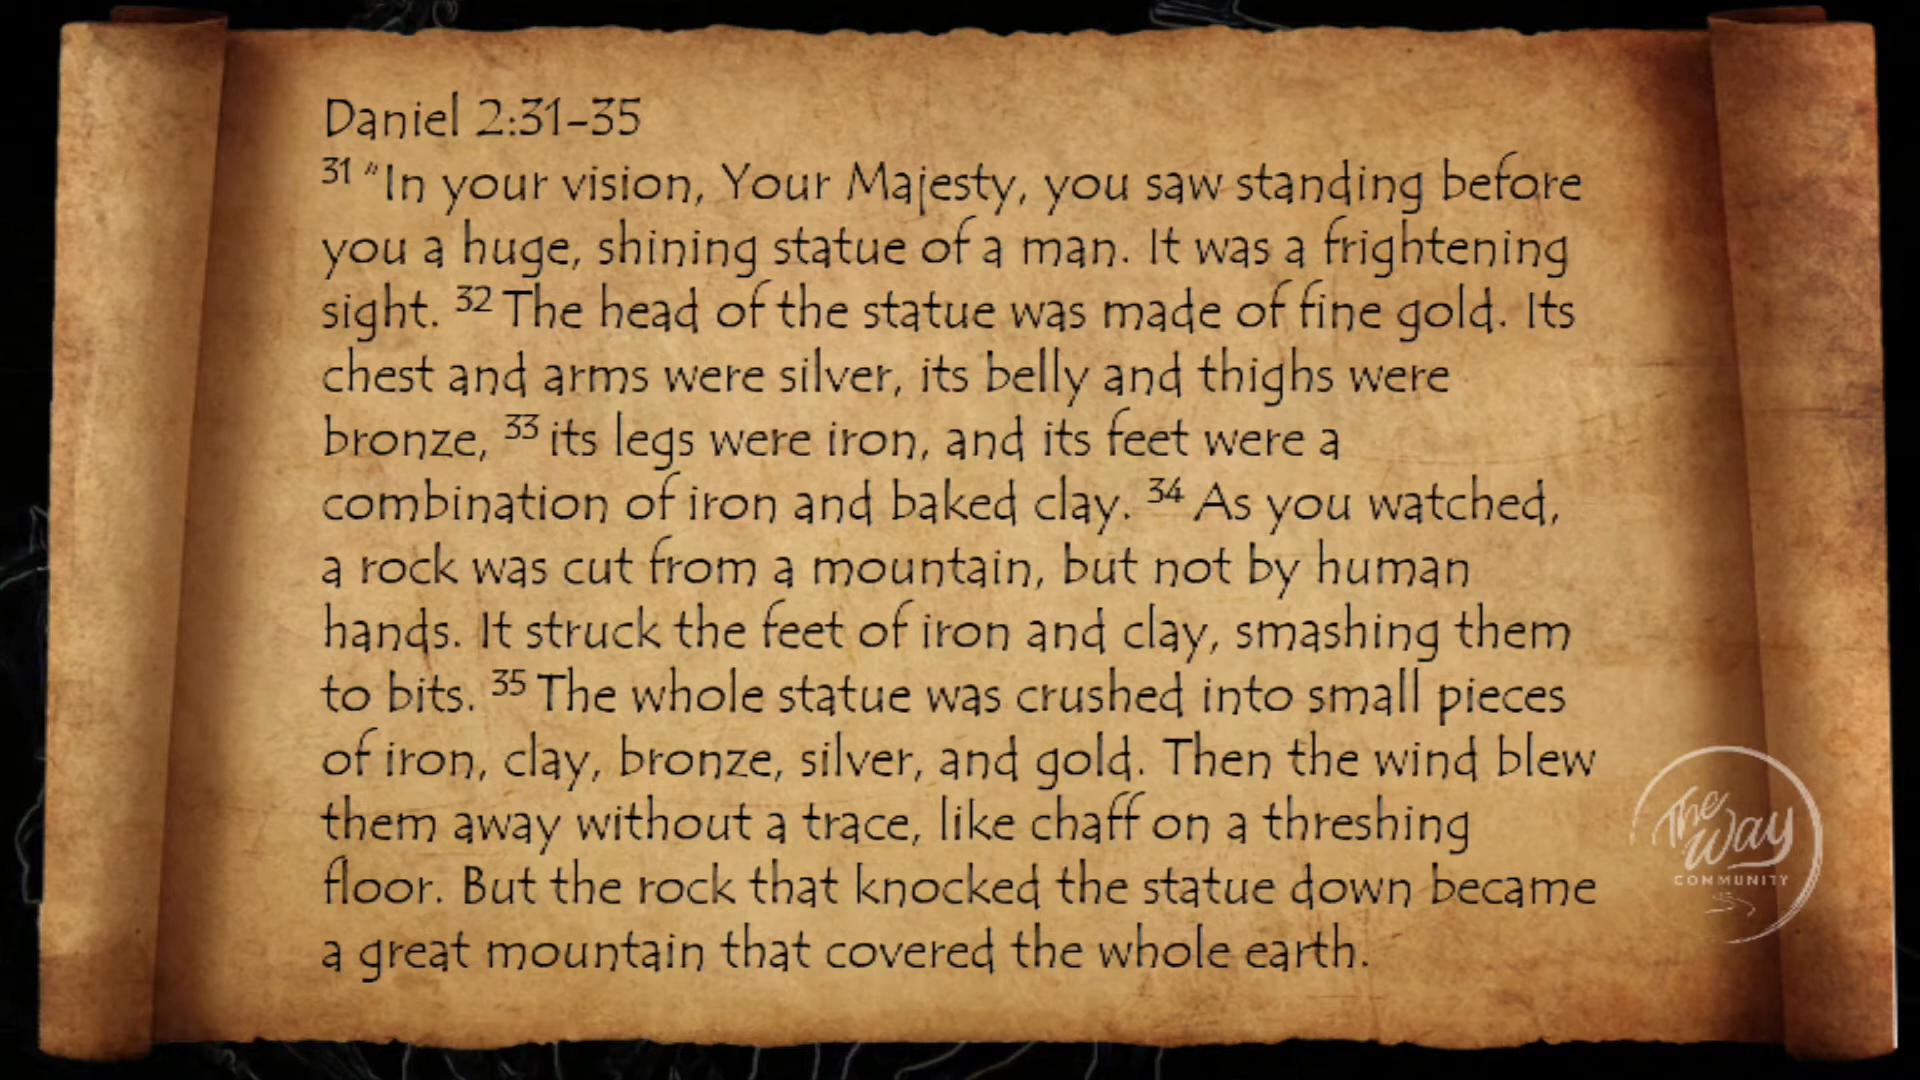 Daniel 2:31-35
31 "In your vision, Your Majesty, you saw standing before
you a huge, shining statue of a man. It was a frightening
sight. 32 The head of the statue was made of fine gold. Its
chest and arms were silver, its belly and thighs were
bronze, 33 its legs were iron, and its feet were a
combination of iron and baked clay. 34 As you watched,
a rock was cut from a mountain, but not by human
hands. It struck the feet of iron and clay, smashing them
to bits. 35 The whole statue was crushed into small pieces
of iron, clay, bronze, silver, and gold. Then the wind blew
them away without a trace, like chaff on a threshing
floor. But the rock that knocked the statue down became
a great mountain that covered the whole earth.
The
Way
COMMUNITY